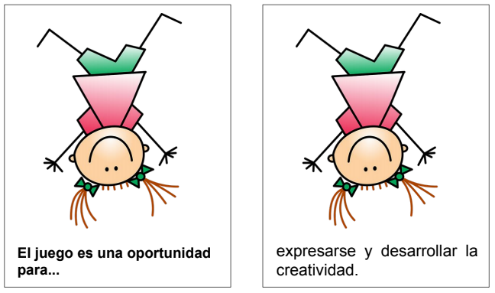 El juego es una oportunidad
para...
expresarse y desarrollar la
creatividad.